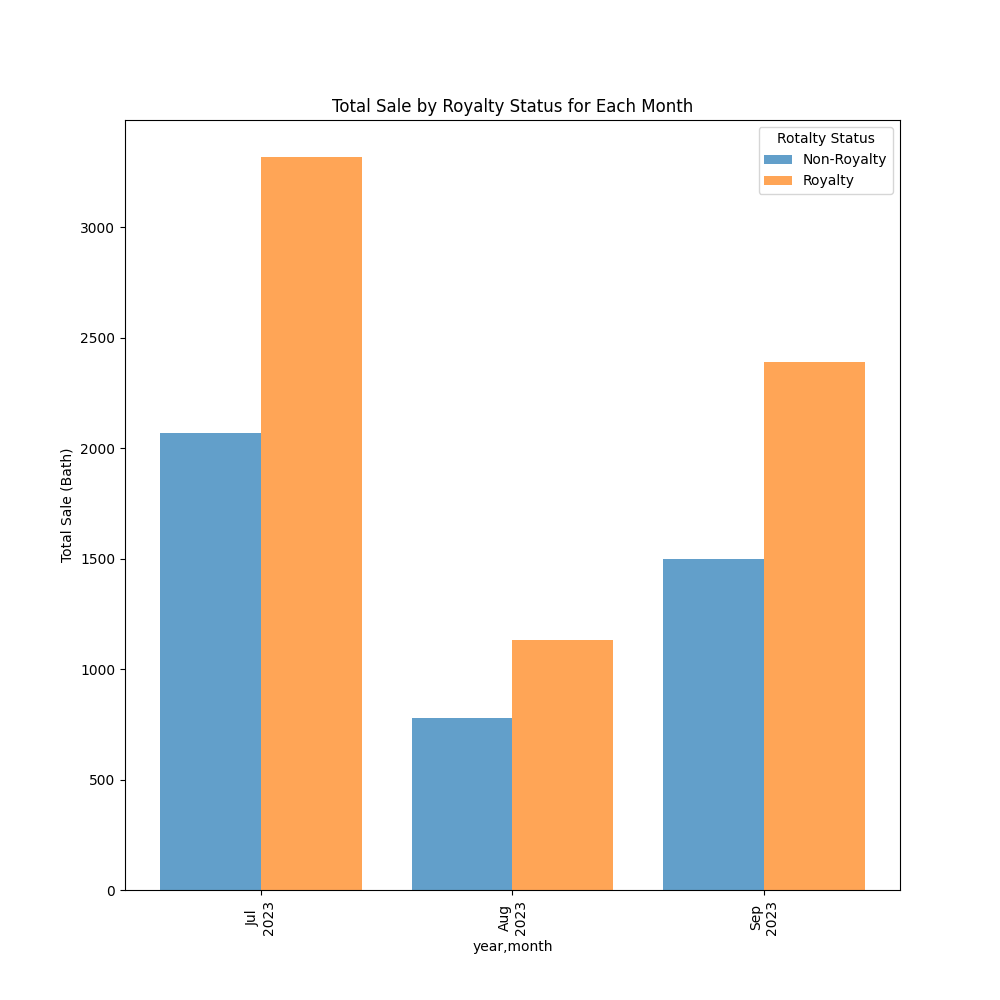 Total Sale by Royalty Status for Each Month
Rotalty Status
Non-Royalty
Royalty
Total Sale (Bath)
3000
2500
2000
1500
1000
500
0
Jul
2023
Aug
2023
Sep
2023
year,month